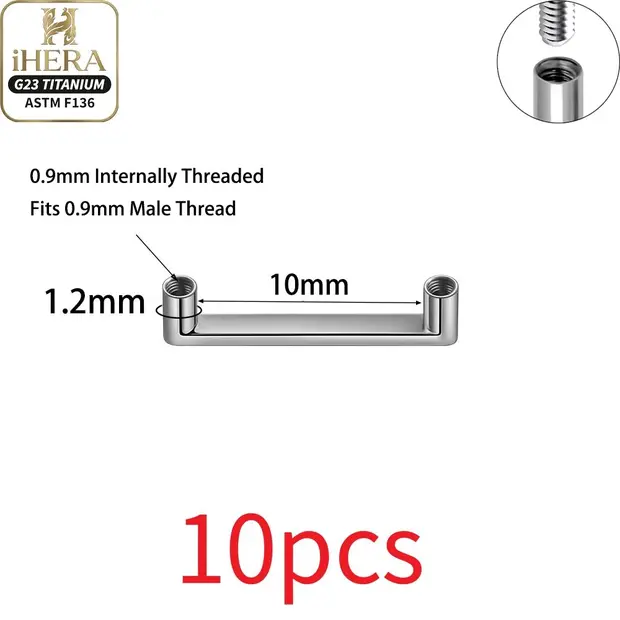 iHERA
G23 TITANIUM
ASTM F136
0.9mm Internally Threaded
Fits 0.9mm Male Thread
10mm
1.2mm
10pcs